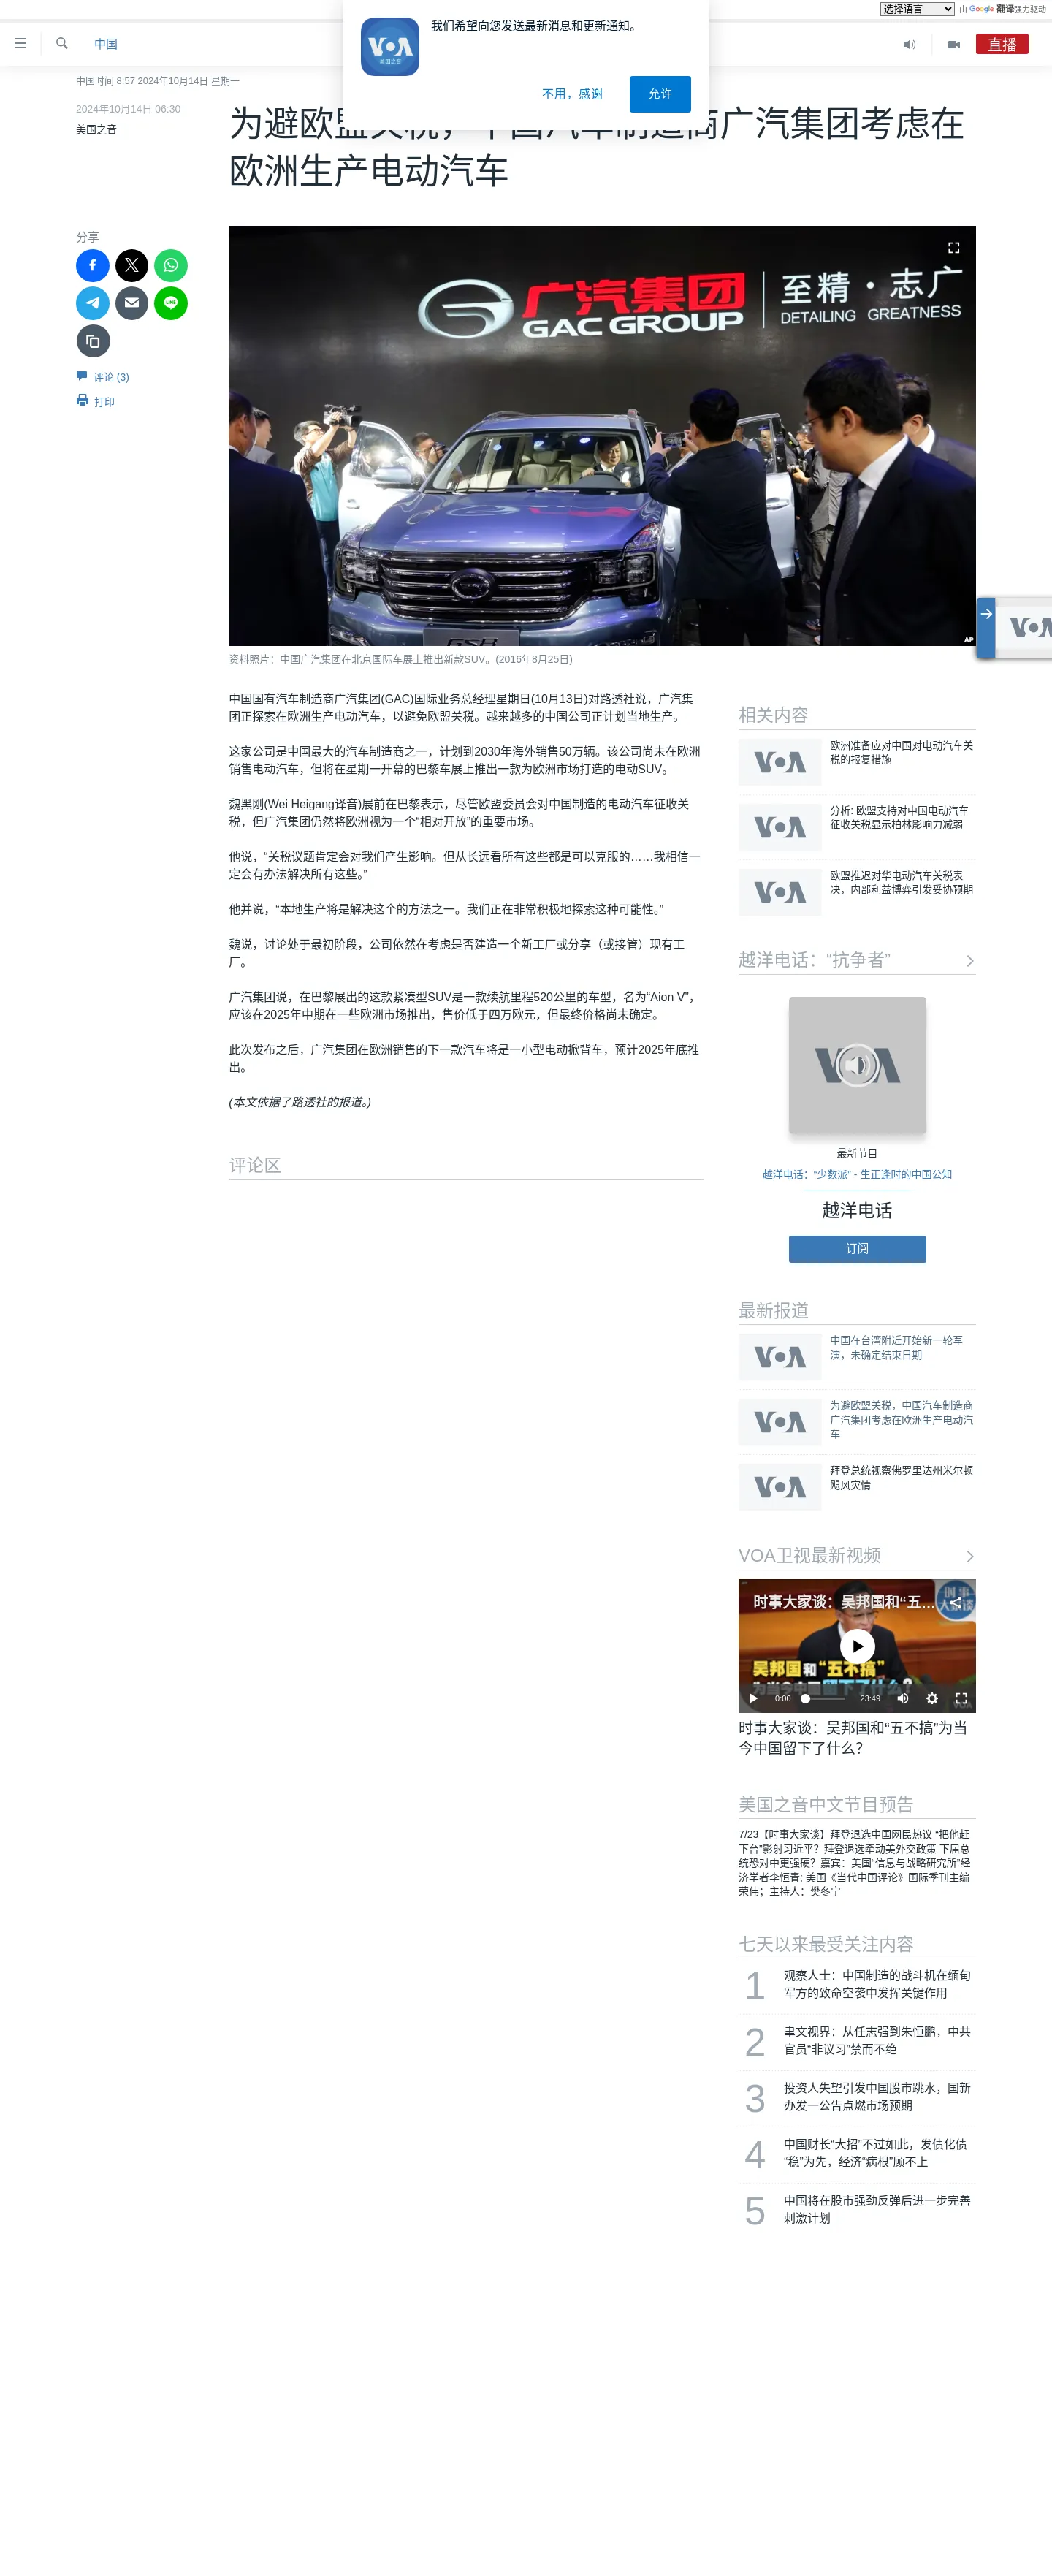 选择语言
由 Google 翻译强力驱动
我们希望向您发送最新消息和更新通知。
VOA
美国之音
不用，感谢
允许
中国
直播
中国时间 8:57 2024年10月14日 星期一
2024年10月14日 06:30
美国之音
为避欧盟关税，中国汽车制造商广汽集团考虑在
欧洲生产电动汽车
分享
评论 (3)
打印
广汽集团
GAC GROUP
至精·志广
DETAILING GREATNESS
GS8
AP
资料照片：中国广汽集团在北京国际车展上推出新款SUV。(2016年8月25日)
中国国有汽车制造商广汽集团(GAC)国际业务总经理星期日(10月13日)对路透社说，广汽集
团正探索在欧洲生产电动汽车，以避免欧盟关税。越来越多的中国公司正计划当地生产。
这家公司是中国最大的汽车制造商之一，计划到2030年海外销售50万辆。该公司尚未在欧洲
销售电动汽车，但将在星期一开幕的巴黎车展上推出一款为欧洲市场打造的电动SUV。
魏黑刚(Wei Heigang译音)展前在巴黎表示，尽管欧盟委员会对中国制造的电动汽车征收关
税，但广汽集团仍然将欧洲视为一个“相对开放”的重要市场。
他说，“关税议题肯定会对我们产生影响。但从长远看所有这些都是可以克服的……我相信一
定会有办法解决所有这些。”
他并说，“本地生产将是解决这个的方法之一。我们正在非常积极地探索这种可能性。”
魏说，讨论处于最初阶段，公司依然在考虑是否建造一个新工厂或分享（或接管）现有工
厂。
广汽集团说，在巴黎展出的这款紧凑型SUV是一款续航里程520公里的车型，名为“Aion V”，
应该在2025年中期在一些欧洲市场推出，售价低于四万欧元，但最终价格尚未确定。
此次发布之后，广汽集团在欧洲销售的下一款汽车将是一小型电动掀背车，预计2025年底推
出。
(本文依据了路透社的报道。)
评论区
相关内容
VOA
欧洲准备应对中国对电动汽车关
税的报复措施
VOA
分析: 欧盟支持对中国电动汽车
征收关税显示柏林影响力减弱
VOA
欧盟推迟对华电动汽车关税表
决，内部利益博弈引发妥协预期
越洋电话：“抗争者”
VOA
最新节目
越洋电话：“少数派” - 生正逢时的中国公知
越洋电话
订阅
最新报道
VOA
中国在台湾附近开始新一轮军
演，未确定结束日期
VOA
为避欧盟关税，中国汽车制造商
广汽集团考虑在欧洲生产电动汽
车
VOA
拜登总统视察佛罗里达州米尔顿
飓风灾情
VOA卫视最新视频
时事大家谈：吴邦国和“五…
时事
大家谈
吴邦国和“五不搞”
为当今中国留下了什么？
0:00
23:49
VOA
时事大家谈：吴邦国和“五不搞”为当
今中国留下了什么？
美国之音中文节目预告
7/23【时事大家谈】拜登退选中国网民热议 “把他赶
下台”影射习近平？拜登退选牵动美外交政策 下届总
统恐对中更强硬？嘉宾：美国“信息与战略研究所”经
济学者李恒青; 美国《当代中国评论》国际季刊主编
荣伟；主持人：樊冬宁
七天以来最受关注内容
1
观察人士：中国制造的战斗机在缅甸
军方的致命空袭中发挥关键作用
2
聿文视界：从任志强到朱恒鹏，中共
官员“非议习”禁而不绝
3
投资人失望引发中国股市跳水，国新
办发一公告点燃市场预期
4
中国财长“大招”不过如此，发债化债
“稳”为先，经济“病根”顾不上
5
中国将在股市强劲反弹后进一步完善
刺激计划